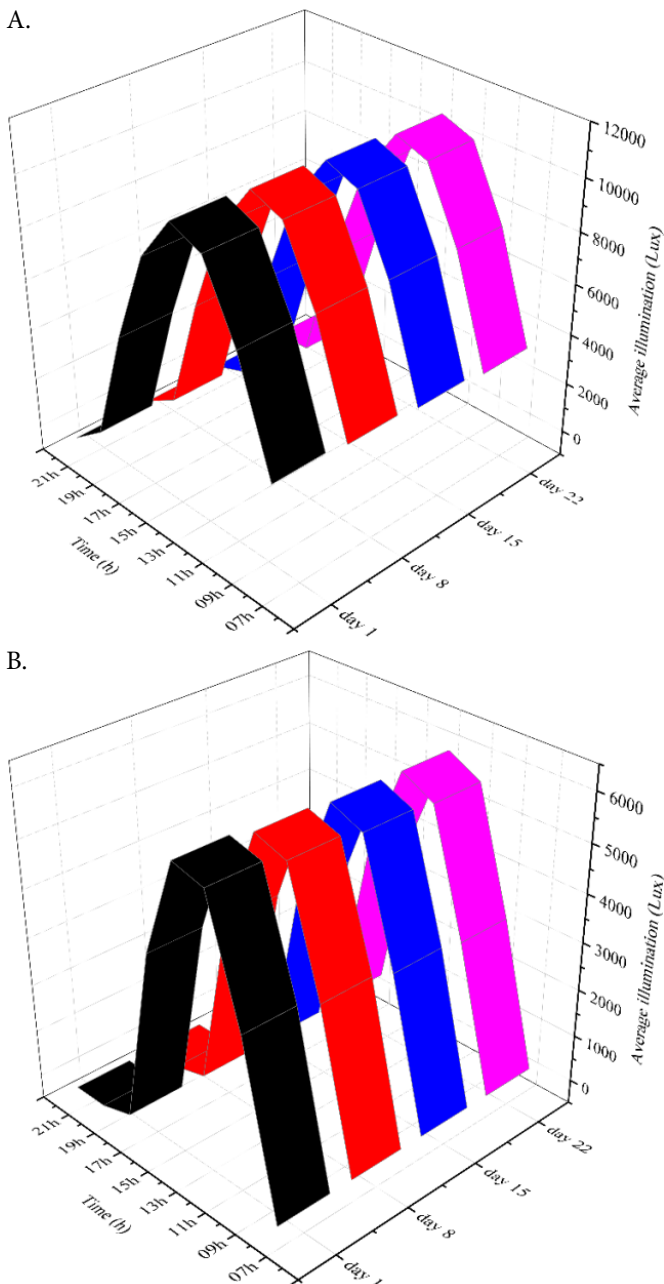 A.
12000
10000
8000
6000
4000
2000
0
Average illumination (Lux)
21h
19h
17h
15h
13h
11h
09h
07h
Time (h)
day 22
day 15
day 8
day 1
B.
6000
5000
4000
3000
2000
1000
0
Average illumination (Lux)
21h
19h
17h
15h
13h
11h
09h
07h
Time (h)
day 22
day 15
day 8
day 1